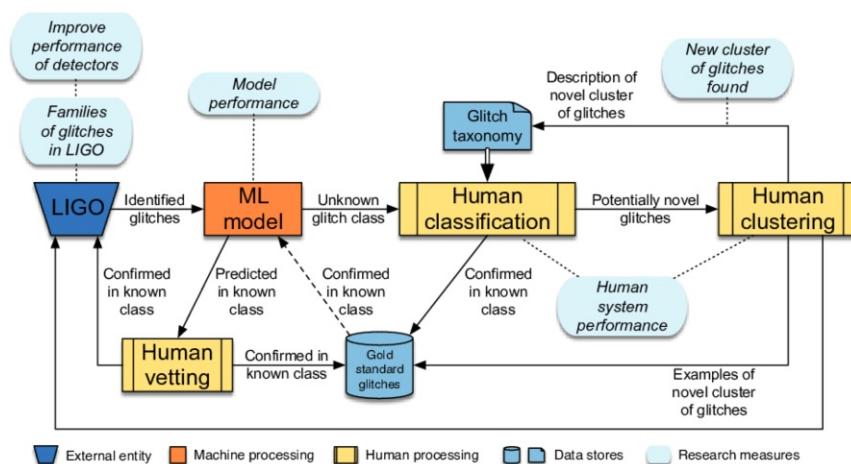 Improve
performance
of detectors
Families
of glitches
in LIGO
Model
performance
New cluster
of glitches
found
Description of
novel cluster
of glitches
Glitch
taxonomy
LIGO
Identified
glitches
ML
model
Unknown
glitch class
Human
classification
Potentially novel
glitches
Human
clustering
Confirmed
in known
class
Predicted
in known
class
Confirmed
in known
class
Confirmed
in known
class
Human
system
performance
Human
vetting
Confirmed in
known class
Gold
standard
glitches
Examples of
novel cluster
of glitches
External entity
Machine processing
Human processing
Data stores
Research measures